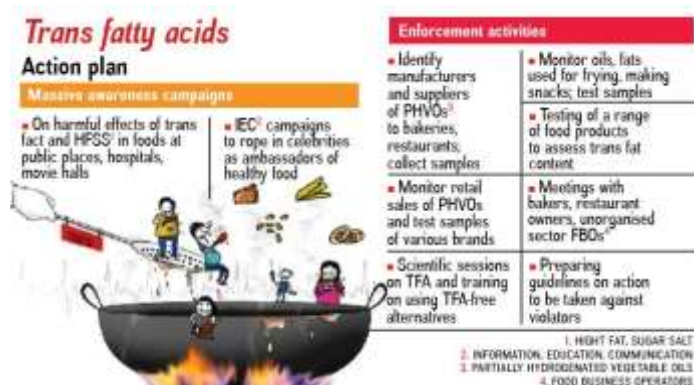 Trans fatty acids
Action plan
Massive awareness campaigns
▪ On harmful effects of trans
fact and HFSS¹ in foods at
public places, hospitals,
movie halls
▪ IEC² campaigns
to rope in celebrities
as ambassadors of
healthy food
Enforcement activities
▪ Identify
manufacturers
and suppliers
of PHVOs³
to bakeries,
restaurants,
collect samples
▪ Monitor retail
sales of PHVOs
and test samples
of various brands
▪ Scientific sessions
on TFA and training
on using TFA-free
alternatives
▪ Monitor oils, fats
used for frying, making
snacks; test samples
▪ Testing of a range
of food products
to assess trans fat
content
▪ Meetings with
bakers, restaurant
owners, unorganised
sector FBOs⁴
▪ Preparing
guidelines on action
to be taken against
violators
1. HIGHT FAT, SUGAR SALT
2. INFORMATION, EDUCATION, COMMUNICATION
3. PARTIALLY HYDROGENATED VEGETABLE OILS
4. FOOD BUSINESS OPERATORS